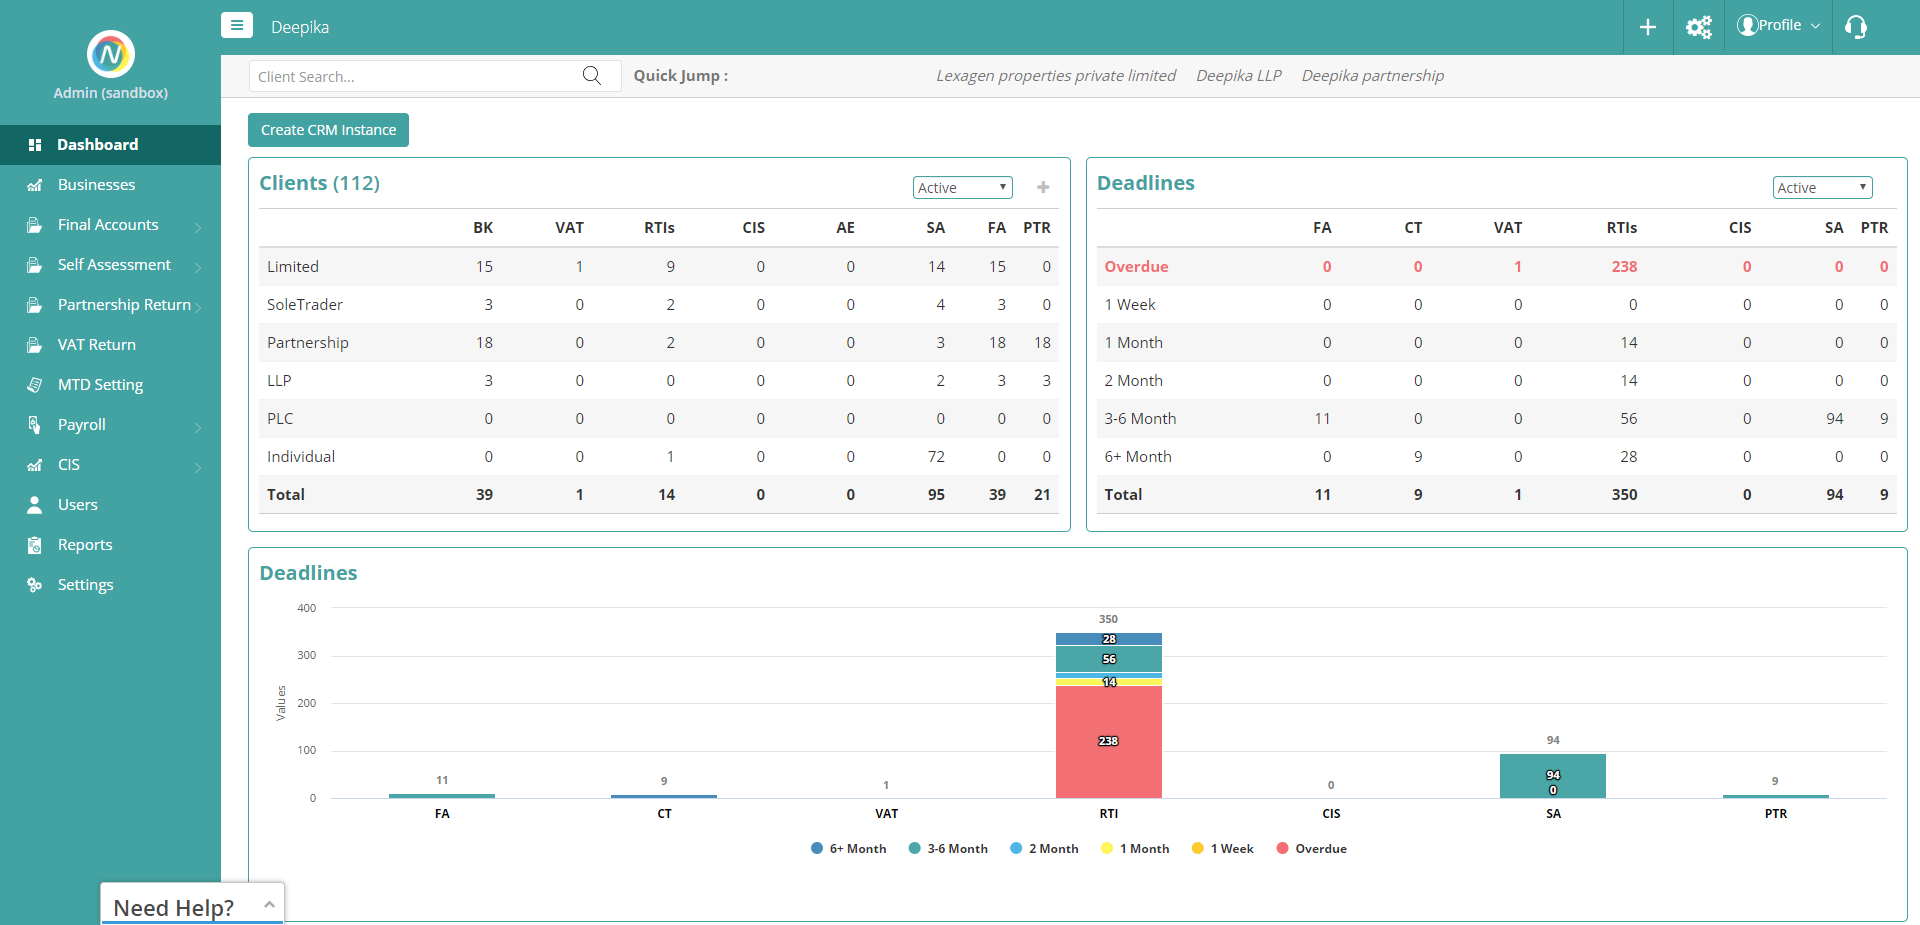 Deepika
Profile
Admin (sandbox)
Client Search...
Quick Jump :
Lexagen properties private limited
Deepika LLP
Deepika partnership
Dashboard
Businesses
Final Accounts
Self Assessment
Partnership Return
VAT Return
MTD Setting
Payroll
CIS
Users
Reports
Settings
Create CRM Instance
Clients (112)
Active
BK VAT RTIs CIS AE SA FA PTR
Limited 15 1 9 0 0 14 15 0
SoleTrader 3 0 2 0 0 4 3 0
Partnership 18 0 2 0 0 3 18 18
LLP 3 0 0 0 0 2 3 3
PLC 0 0 0 0 0 0 0 0
Individual 0 0 1 0 0 72 0 0
Total 39 1 14 0 0 95 39 21
Deadlines
Active
FA CT VAT RTIs CIS SA PTR
Overdue 0 0 1 238 0 0 0
1 Week 0 0 0 0 0 0 0
1 Month 0 0 0 14 0 0 0
2 Month 0 0 0 14 0 0 0
3-6 Month 11 0 0 56 0 94 9
6+ Month 0 9 0 28 0 0 0
Total 11 9 1 350 0 94 9
Deadlines
Values
400
300
200
100
0
11
9
1
350
28
56
14
238
0
94
94
0
9
FA CT VAT RTI CIS SA PTR
6+ Month 3-6 Month 2 Month 1 Month 1 Week Overdue
Need Help?